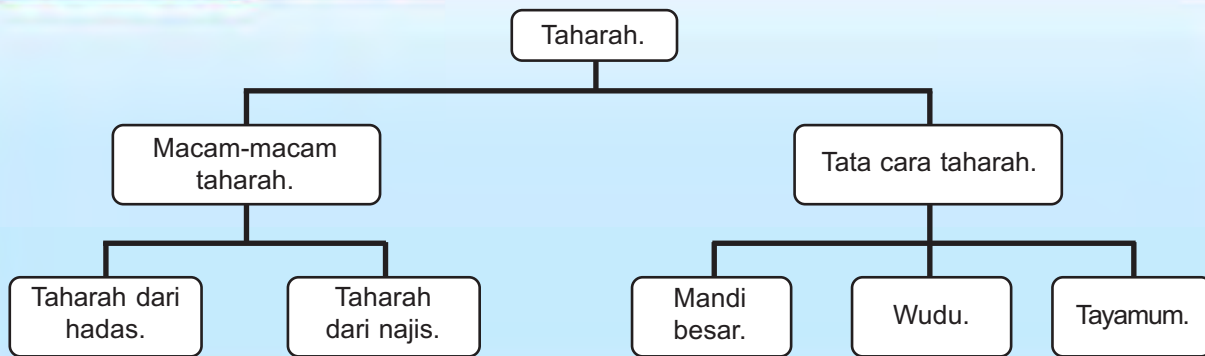 Taharah.
Macam-macam
taharah.
Tata cara taharah.
Taharah dari
hadas.
Taharah
dari najis.
Mandi
besar.
Wudu.
Tayamum.